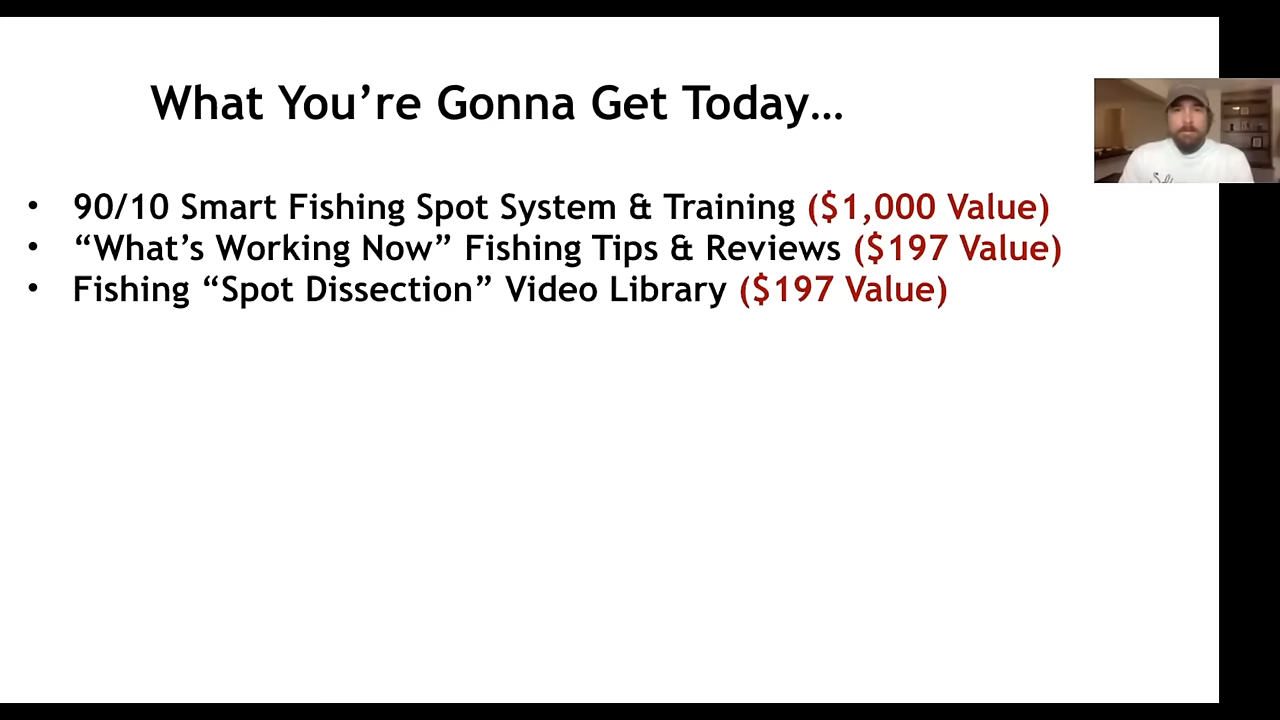 What You’re Gonna Get Today…
• 90/10 Smart Fishing Spot System & Training ($1,000 Value)
• “What’s Working Now” Fishing Tips & Reviews ($197 Value)
• Fishing “Spot Dissection” Video Library ($197 Value)